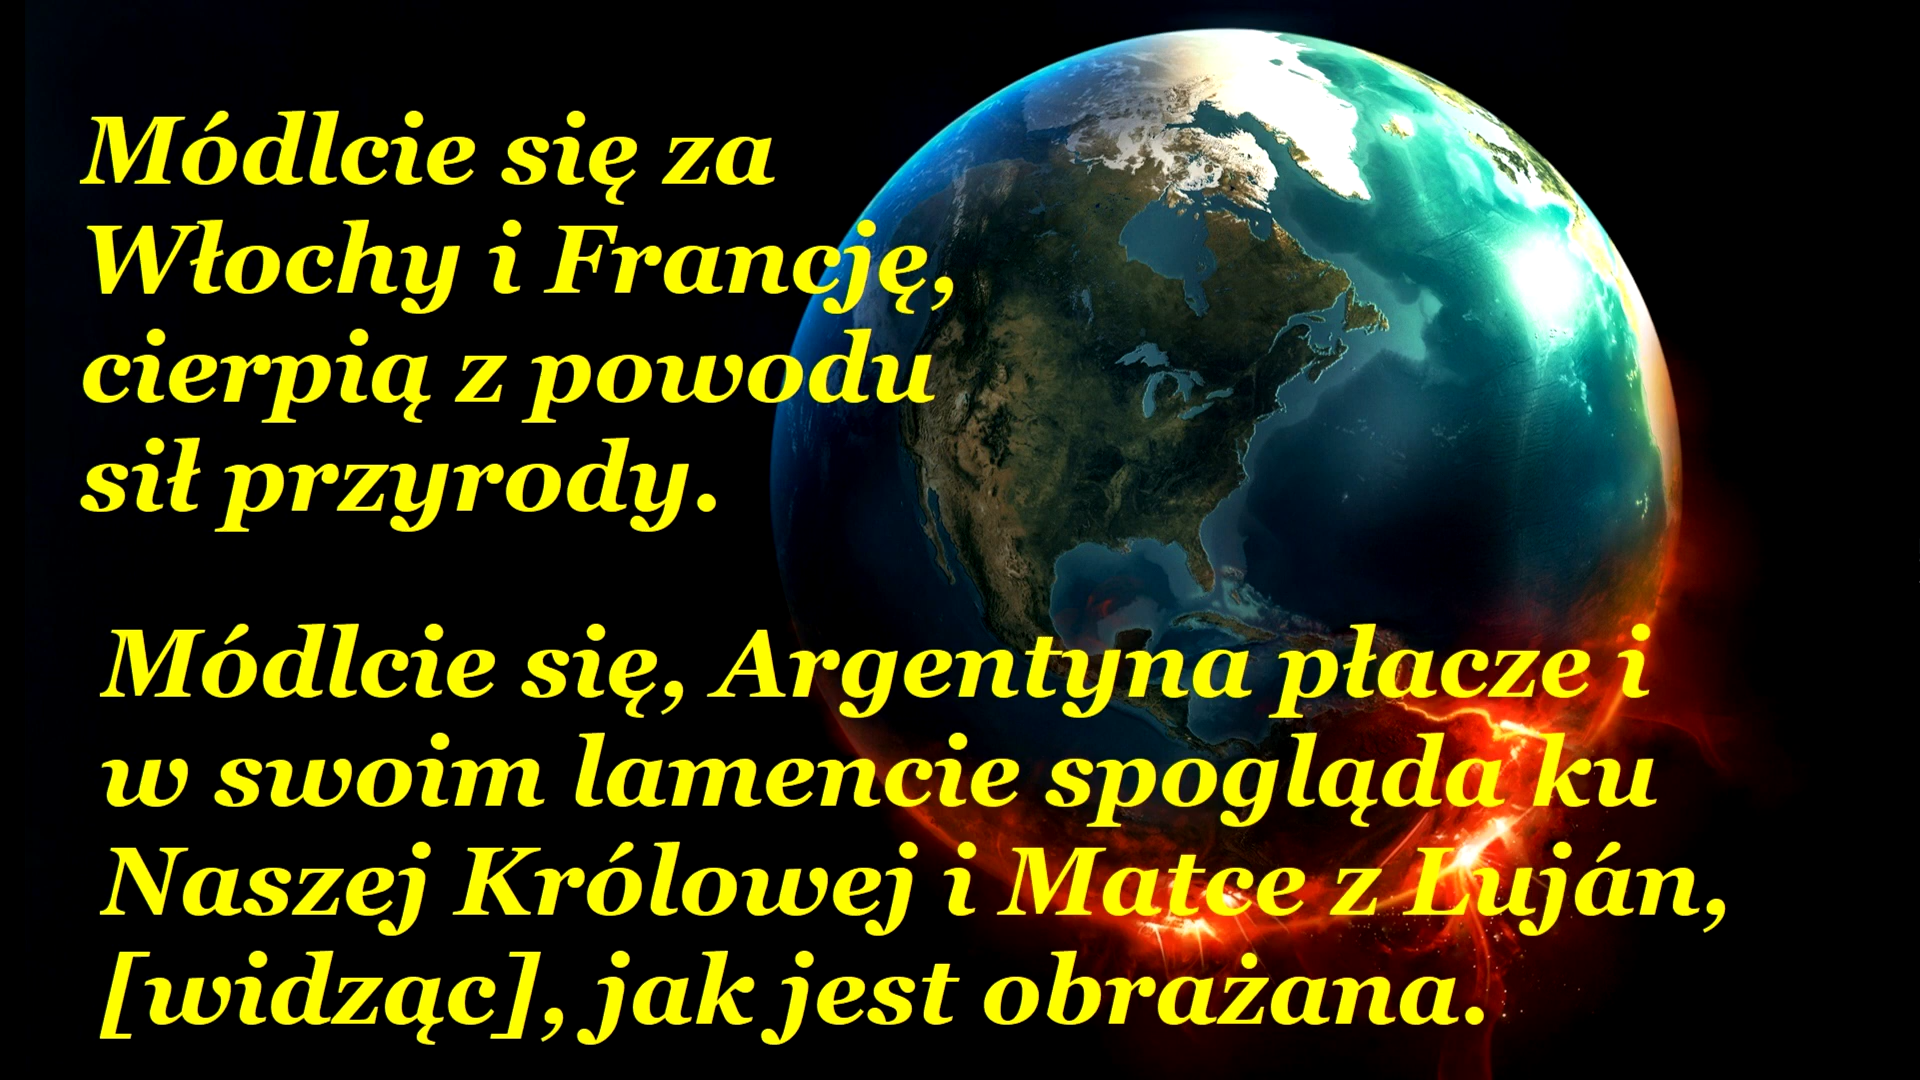 Módlcie się za
Włochy i Francję,
cierpią z powodu
sił przyrody.
Módlcie się, Argentyna płacze i
w swoim lamencie spogląda ku
Naszej Królowej i Matce z Luján,
[widząc], jak jest obrażana.